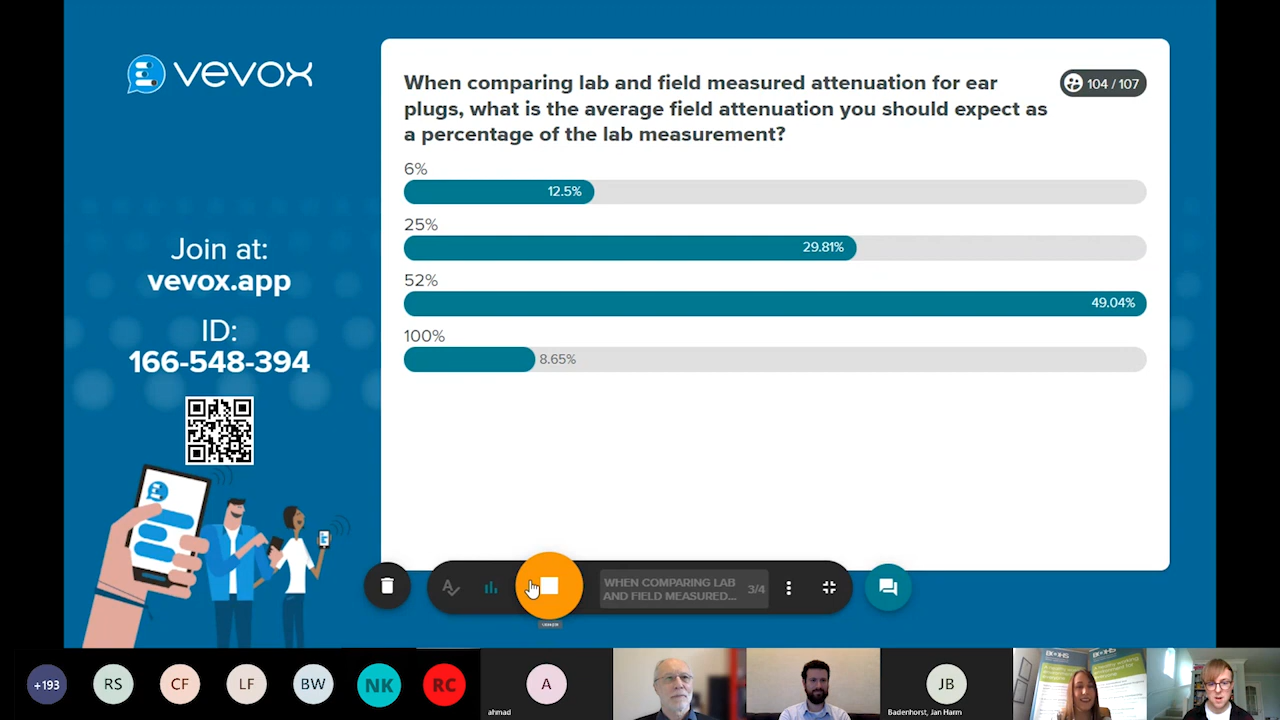 vevox
Join at:
vevox.app
ID:
166-548-394
When comparing lab and field measured attenuation for ear
plugs, what is the average field attenuation you should expect as
a percentage of the lab measurement?
104 / 107
6%
12.5%
25%
29.81%
52%
49.04%
100%
8.65%
WHEN COMPARING LAB
AND FIELD MEASURED...
3/4
+193
RS
CF
LF
BW
NK
RC
A
ahmad
JB
Badenhorst, Jan Harm
BOHS